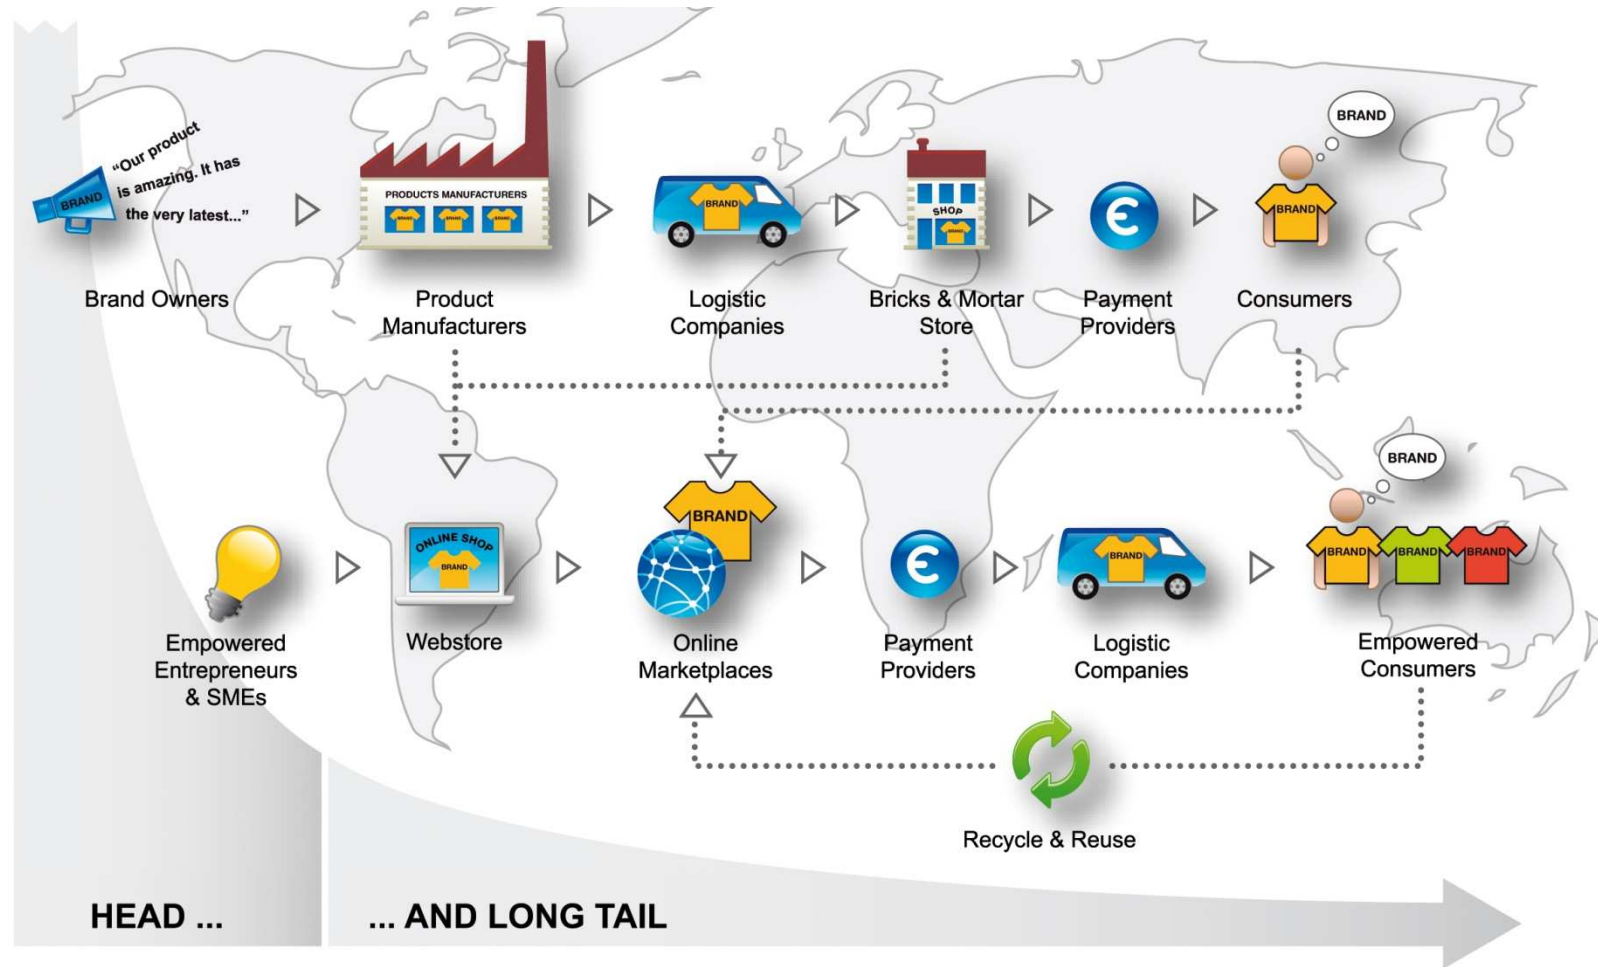 BRAND
“Our product
is amazing. It has
the very latest...”
PRODUCTS MANUFACTURERS
BRAND
BRAND
BRAND
BRAND
SHOP
BRAND
BRAND
BRAND
Brand Owners
Product
Manufacturers
Logistic
Companies
Bricks & Mortar
Store
Payment
Providers
Consumers
ONLINE SHOP
BRAND
BRAND
BRAND
BRAND
BRAND
BRAND
BRAND
Empowered
Entrepreneurs
& SMEs
Webstore
Online
Marketplaces
Payment
Providers
Logistic
Companies
Empowered
Consumers
Recycle & Reuse
HEAD ...
... AND LONG TAIL